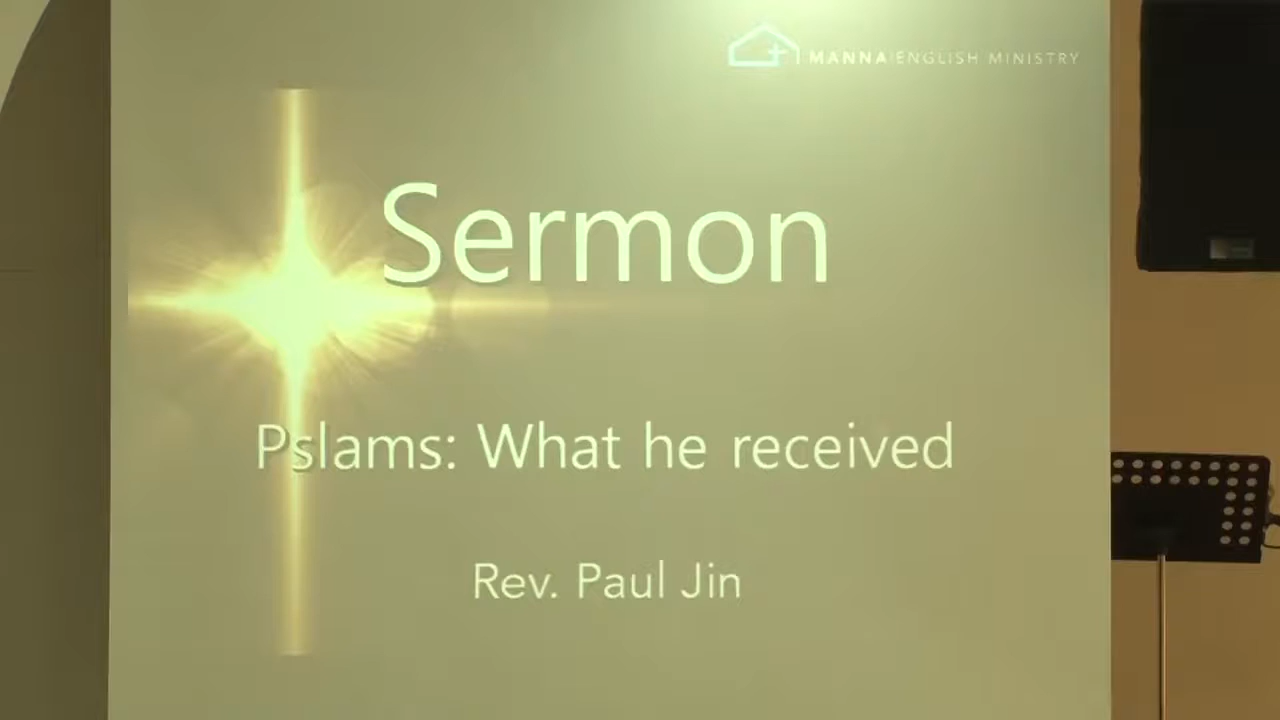 MANNA ENGLISH MINISTRY
Sermon
Pslams: What he received
Rev. Paul Jin